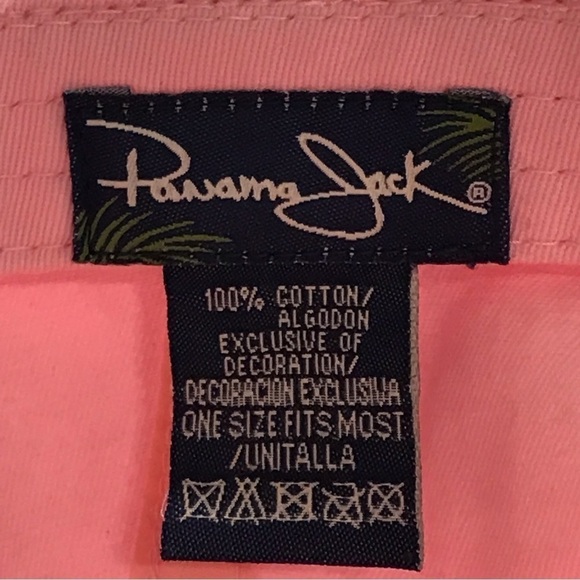 Panama Jack®
100% COTTON/
ALGODON
EXCLUSIVE OF
DECORATION/
DECORACION EXCLUSIVA
ONE SIZE FITS MOST
/UNITALLA